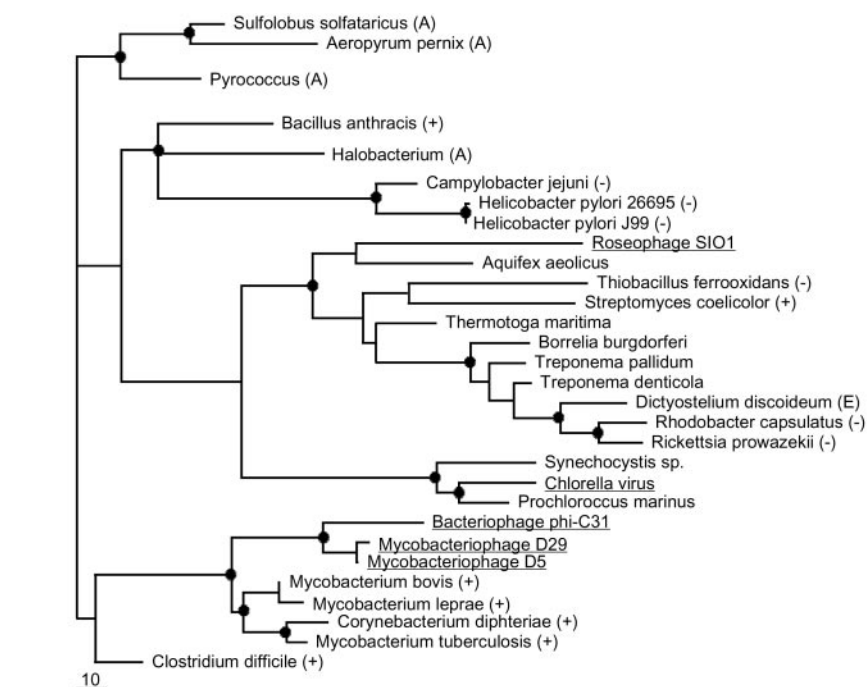 Sulfolobus solfataricus (A)
Aeropyrum pernix (A)
Pyrococcus (A)
Bacillus anthracis (+)
Halobacterium (A)
Campylobacter jejuni (-)
Helicobacter pylori 26695 (-)
Helicobacter pylori J99 (-)
Roseophage SIO1
Aquifex aeolicus
Thiobacillus ferrooxidans (-)
Streptomyces coelicolor (+)
Thermotoga maritima
Borrelia burgdorferi
Treponema pallidum
Treponema denticola
Dictyostelium discoideum (E)
Rhodobacter capsulatus (-)
Rickettsia prowazekii (-)
Synechocystis sp.
Chlorella virus
Prochloroccus marinus
Bacteriophage phi-C31
Mycobacteriophage D29
Mycobacteriophage D5
Mycobacterium bovis (+)
Mycobacterium leprae (+)
Corynebacterium diphteriae (+)
Mycobacterium tuberculosis (+)
Clostridium difficile (+)
10